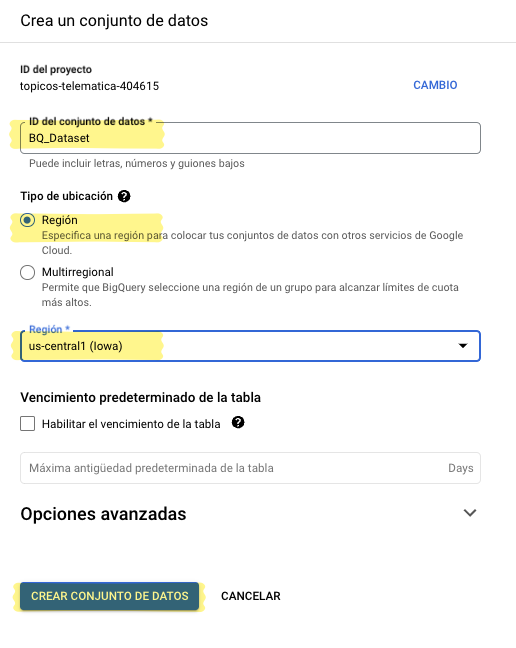 Crea un conjunto de datos
ID del proyecto
topicos-telematica-404615
CAMBIO
ID del conjunto de datos *
BQ_Dataset
Puede incluir letras, números y guiones bajos
Tipo de ubicación
Región
Especifica una región para colocar tus conjuntos de datos con otros servicios de Google
Cloud.
Multirregional
Permite que BigQuery seleccione una región de un grupo para alcanzar límites de cuota
más altos.
Región *
us-central1 (Iowa)
Vencimiento predeterminado de la tabla
Habilitar el vencimiento de la tabla
Máxima antigüedad predeterminada de la tabla
Days
Opciones avanzadas
CREAR CONJUNTO DE DATOS
CANCELAR